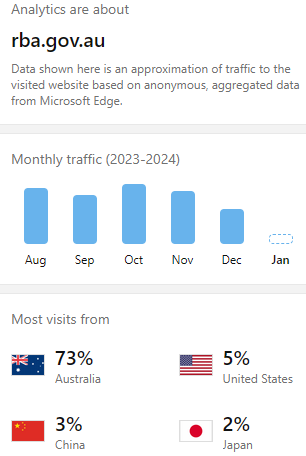 Analytics are about
rba.gov.au
Data shown here is an approximation of traffic to the
visited website based on anonymous, aggregated data
from Microsoft Edge.
Monthly traffic (2023-2024)
Aug Sep Oct Nov Dec Jan
Most visits from
73% 5%
Australia United States
3% 2%
China Japan